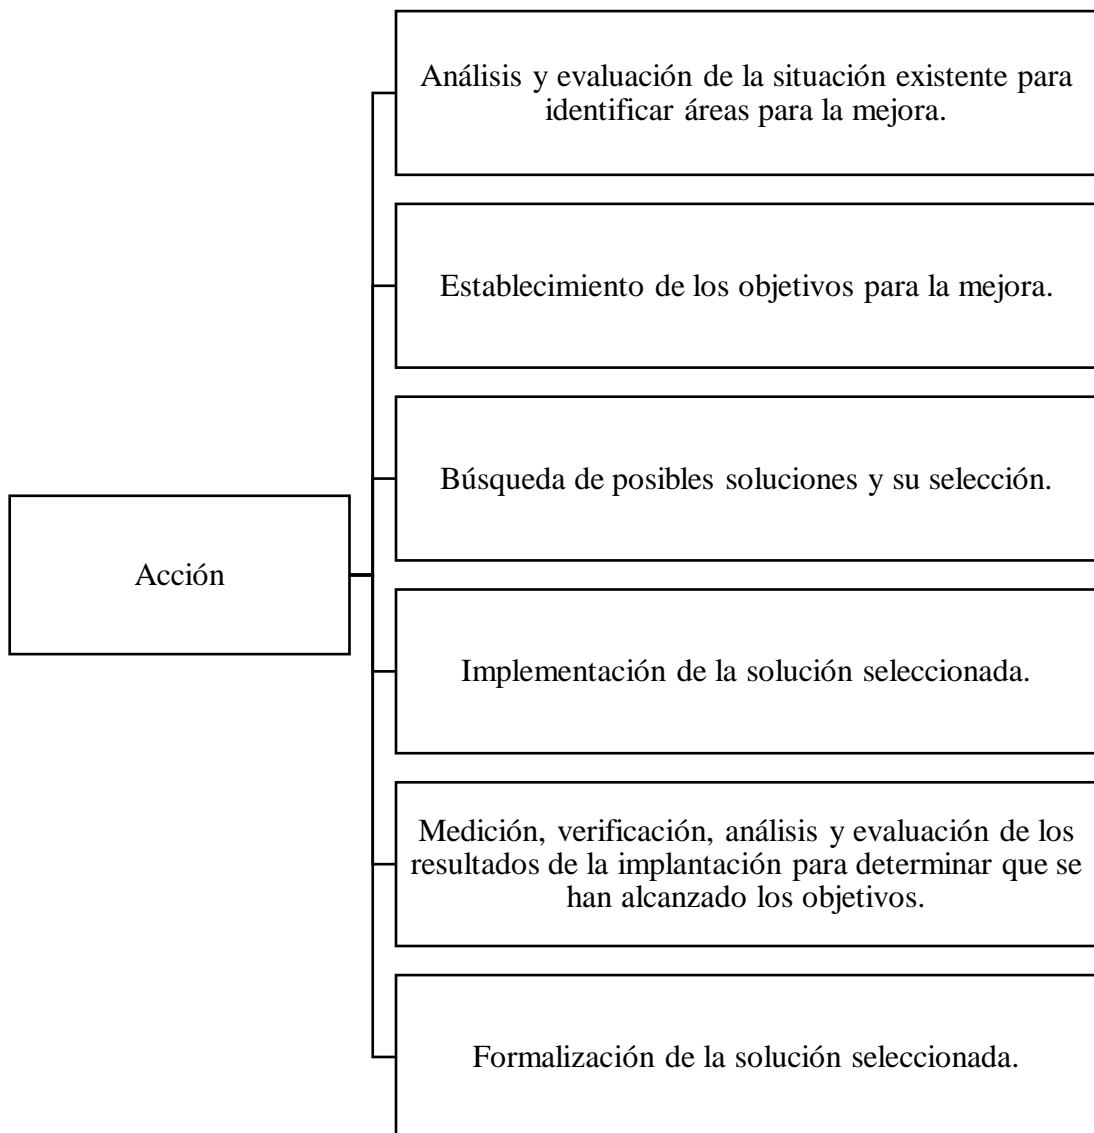 Análisis y evaluación de la situación existente para
identificar áreas para la mejora.
Establecimiento de los objetivos para la mejora.
Búsqueda de posibles soluciones y su selección.
Acción
Implementación de la solución seleccionada.
Medición, verificación, análisis y evaluación de los
resultados de la implantación para determinar que se
han alcanzado los objetivos.
Formalización de la solución seleccionada.